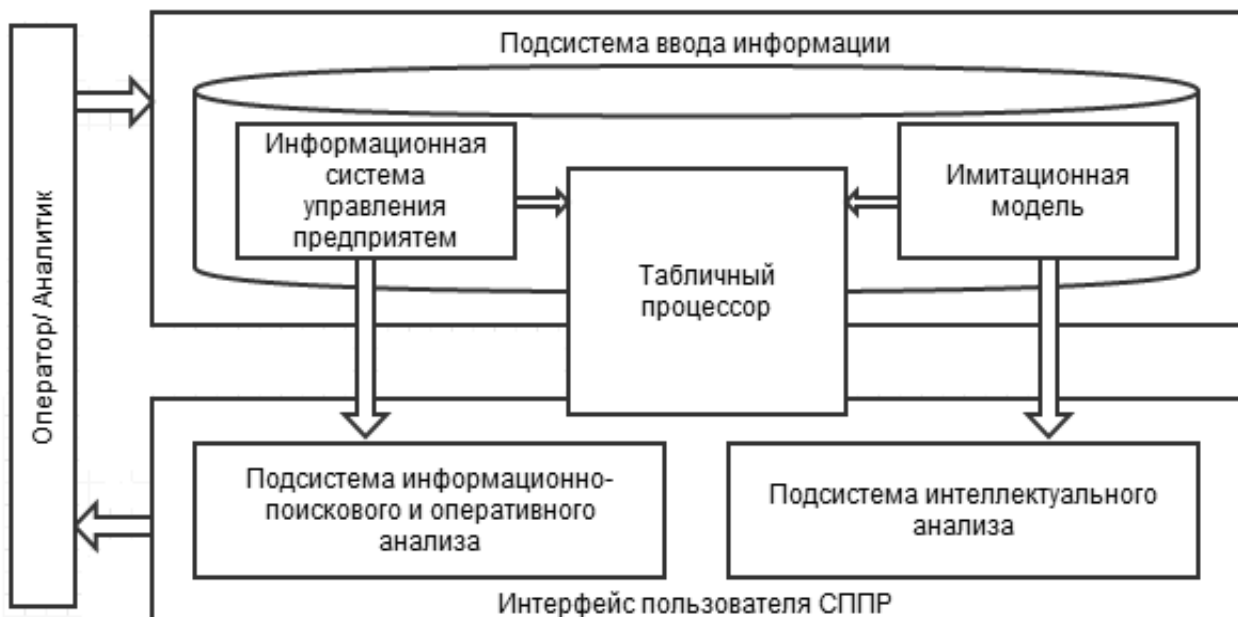 Подсистема ввода информации
Информационная
система
управления
предприятем
Имитационная
модель
Табличный
процессор
Оператор/ Аналитик
Подсистема информационно-
поискового и оперативного
анализа
Подсистема интеллектуального
анализа
Интерфейс пользователя СППР